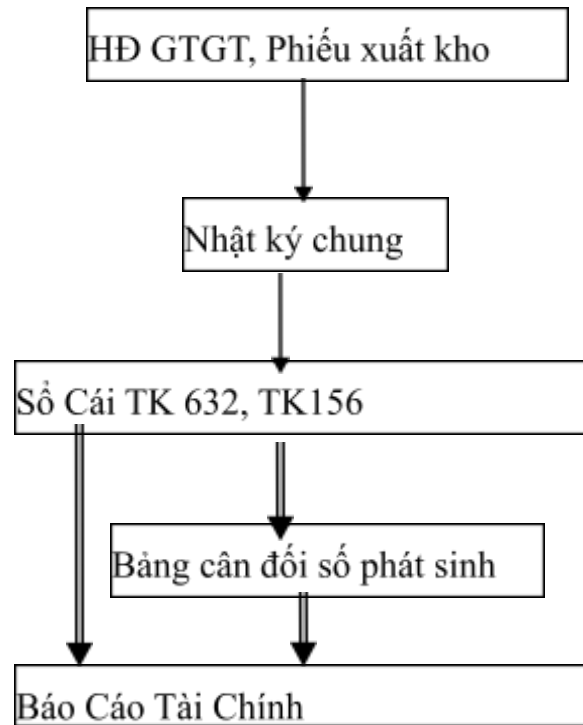 HĐ GTGT, Phiếu xuất kho
Nhật ký chung
Sổ Cái TK 632, TK156
Bảng cân đối số phát sinh
Báo Cáo Tài Chính